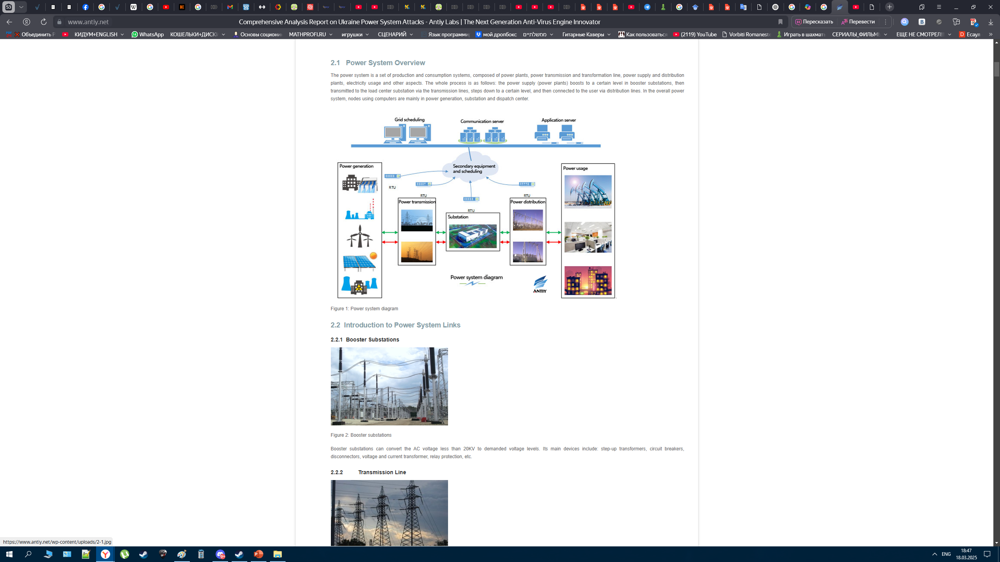 53
HD
HD
HD
HD
HD
HD
HD
www.antiy.net
Comprehensive Analysis Report on Ukraine Power System Attacks - Antiy Labs | The Next Generation Anti-Virus Engine Innovator
Пересказать
Перевести
Объединить
КИДУМ+ENGLISH
WhatsApp
КОШЕЛЬКИ+ДИСКИ
Основы соционик
MATHPROFI.RU
игрушки
СЦЕНАРИЙ
Язык программир
мой дропбокс
ממשלתיים
Гитарные Каверы
Как пользоваться
(2119) YouTube
Vorbiti Romaneste
Играть в шахмат
СЕРИАЛЫ_ФИЛЬМЫ
ЕЩЕ НЕ СМОТРЕЛ!!!
Есаул
2.1 Power System Overview
The power system is a set of production and consumption systems, composed of power plants, power transmission and transformation line, power supply and distribution
plants, electricity usage and other aspects. The whole process is as follows: the power supply (power plants) boosts to a certain level in booster substations, then
transmitted to the load center substation via the transmission lines, steps down to a certain level, and then connected to the user via distribution lines. In the overall power
system, nodes using computers are mainly in power generation, substation and dispatch center.
Grid scheduling
Communication server
Application server
Secondary equipment
and scheduling
Power generation
Power usage
RTU
RTU
RTU
RTU
Power transmission
Power distribution
Substation
Power system diagram
ANTIY
Figure 1: Power system diagram
2.2 Introduction to Power System Links
2.2.1 Booster Substations
Figure 2: Booster substations
Booster substations can convert the AC voltage less than 20KV to demanded voltage levels. Its main devices include: step-up transformers, circuit breakers,
disconnectors, voltage and current transformer, relay protection, etc.
2.2.2 Transmission Line
https://www.antiy.net/wp-content/uploads/2-1.jpg
ENG
18:47
18.03.2025